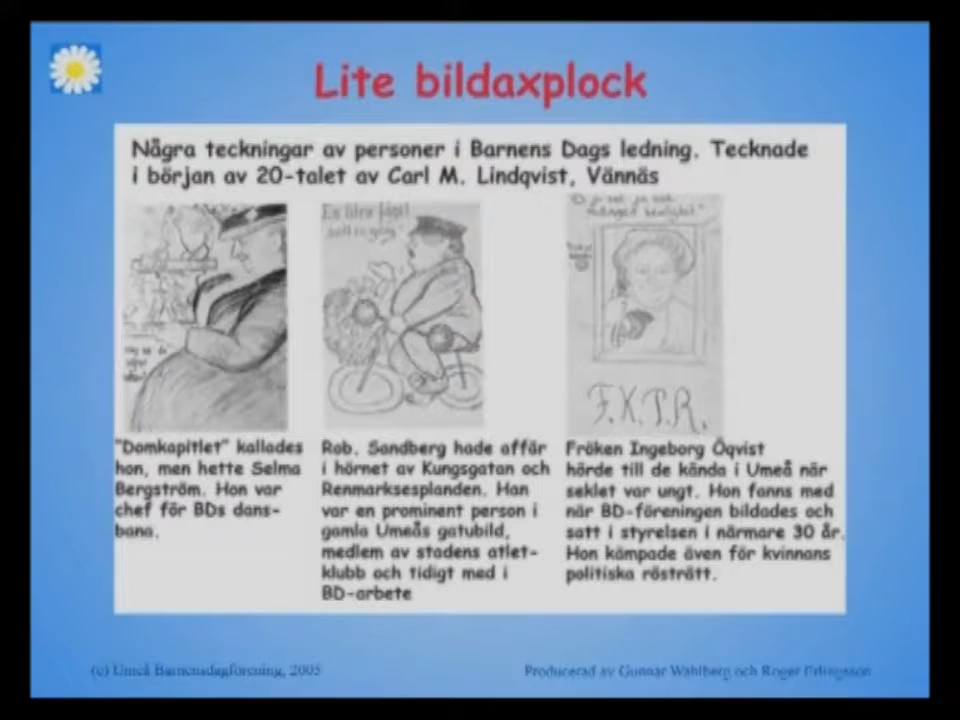 Lite bildaxplock
Några teckningar av personer i Barnens Dags ledning. Tecknade
i början av 20-talet av Carl M. Lindqvist, Vännäs
En liten fågel
F.K.P.R.
"Domkapitlet" kallades
hon, men hette Selma
Bergström. Hon var
chef för BDs dans-
bana.
Rob. Sandberg hade affär
i hörnet av Kungsgatan och
Renmarksesplanden. Han
var en prominent person i
gamla Umeås gatubild,
medlem av stadens atlet-
klubb och tidigt med i
BD-arbete
Fröken Ingeborg Öqvist
hörde till de kända i Umeå när
seklet var ungt. Hon fanns med
när BD-föreningen bildades och
satt i styrelsen i närmare 30 år.
Hon kämpade även för kvinnans
politiska rösträtt.
(c) Umeå Barnensdagförening, 2005
Producerad av Gunnar Wahlberg och Roger Erlingsson